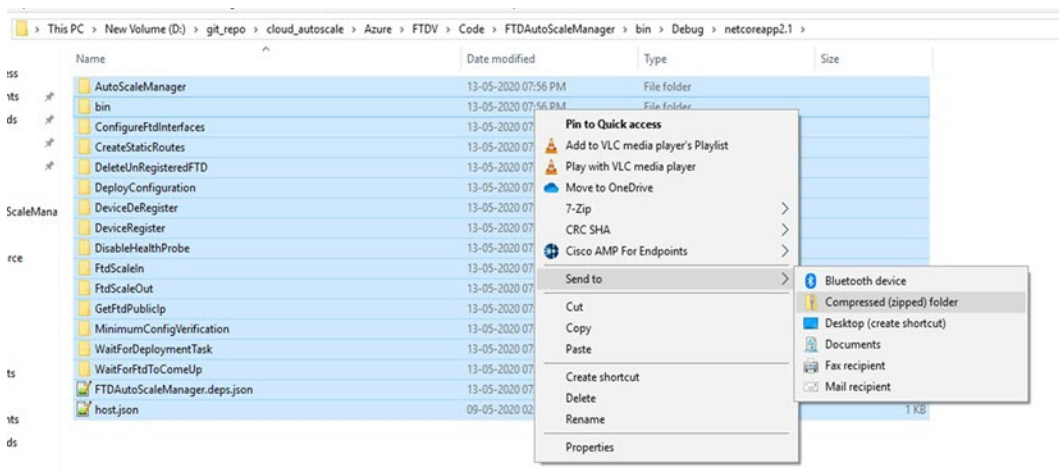 This PC > New Volume (D:) > git_repo > cloud_autoscale > Azure > FTDV > Code > FTDAutoScaleManager > bin > Debug > netcoreapp2.1 >
Name Date modified Type Size
ess
AutoScaleManager 13-05-2020 07:56 PM File folder
nts
bin 13-05-2020 07:56 PM File folder
ds
ConfigureFtdInterfaces 13-05-2020 07
CreateStaticRoutes 13-05-2020 07
DeleteUnRegisteredFTD 13-05-2020 07
DeployConfiguration 13-05-2020 07
DeviceDeRegister 13-05-2020 07
ScaleMana
DeviceRegister 13-05-2020 07
DisableHealthProbe 13-05-2020 07
rce
FtdScaleIn 13-05-2020 07
FtdScaleOut 13-05-2020 07
GetFtdPublicIp 13-05-2020 07
MinimumConfigVerification 13-05-2020 07
WaitForDeploymentTask 13-05-2020 07
WaitForFtdToComeUp 13-05-2020 07
ts
FTDAutoScaleManager.deps.json 13-05-2020 07
host.json 09-05-2020 02 1 KB
nts
ds
Pin to Quick access
Add to VLC media player's Playlist
Play with VLC media player
Move to OneDrive
7-Zip
CRC SHA
Cisco AMP For Endpoints
Send to
Cut
Copy
Paste
Create shortcut
Delete
Rename
Properties
Bluetooth device
Compressed (zipped) folder
Desktop (create shortcut)
Documents
Fax recipient
Mail recipient